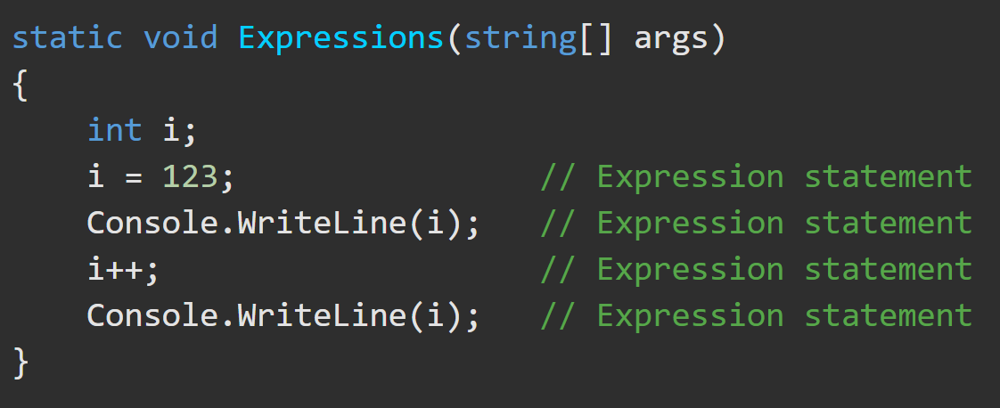 static void Expressions(string[] args)
{
    int i;
    i = 123;                // Expression statement
    Console.WriteLine(i);   // Expression statement
    i++;                    // Expression statement
    Console.WriteLine(i);   // Expression statement
}